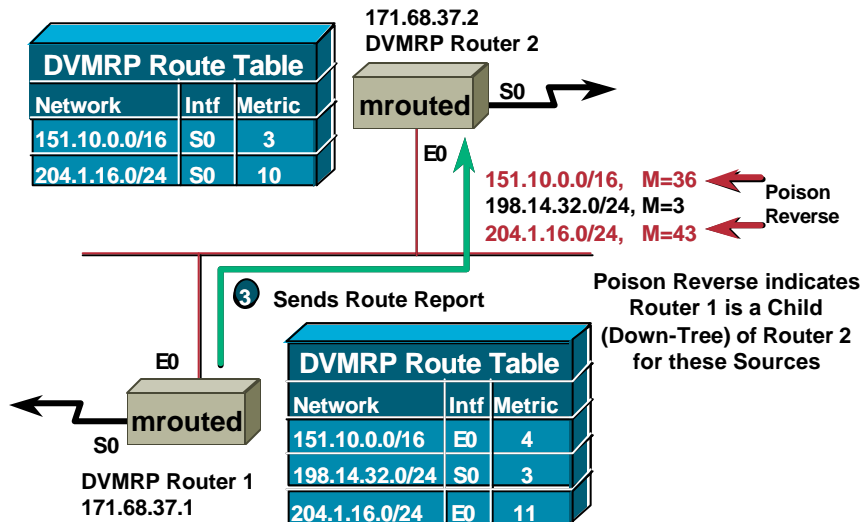 171.68.37.2
DVMRP Router 2
DVMRP Route Table
Network Intf Metric
151.10.0.0/16 S0 3
204.1.16.0/24 S0 10
mrouted
S0
E0
151.10.0.0/16, M=36
198.14.32.0/24, M=3
204.1.16.0/24, M=43
Poison
Reverse
3 Sends Route Report
Poison Reverse indicates
Router 1 is a Child
(Down-Tree) of Router 2
for these Sources
E0
mrouted
S0
DVMRP Router 1
171.68.37.1
DVMRP Route Table
Network Intf Metric
151.10.0.0/16 E0 4
198.14.32.0/24 S0 3
204.1.16.0/24 E0 11